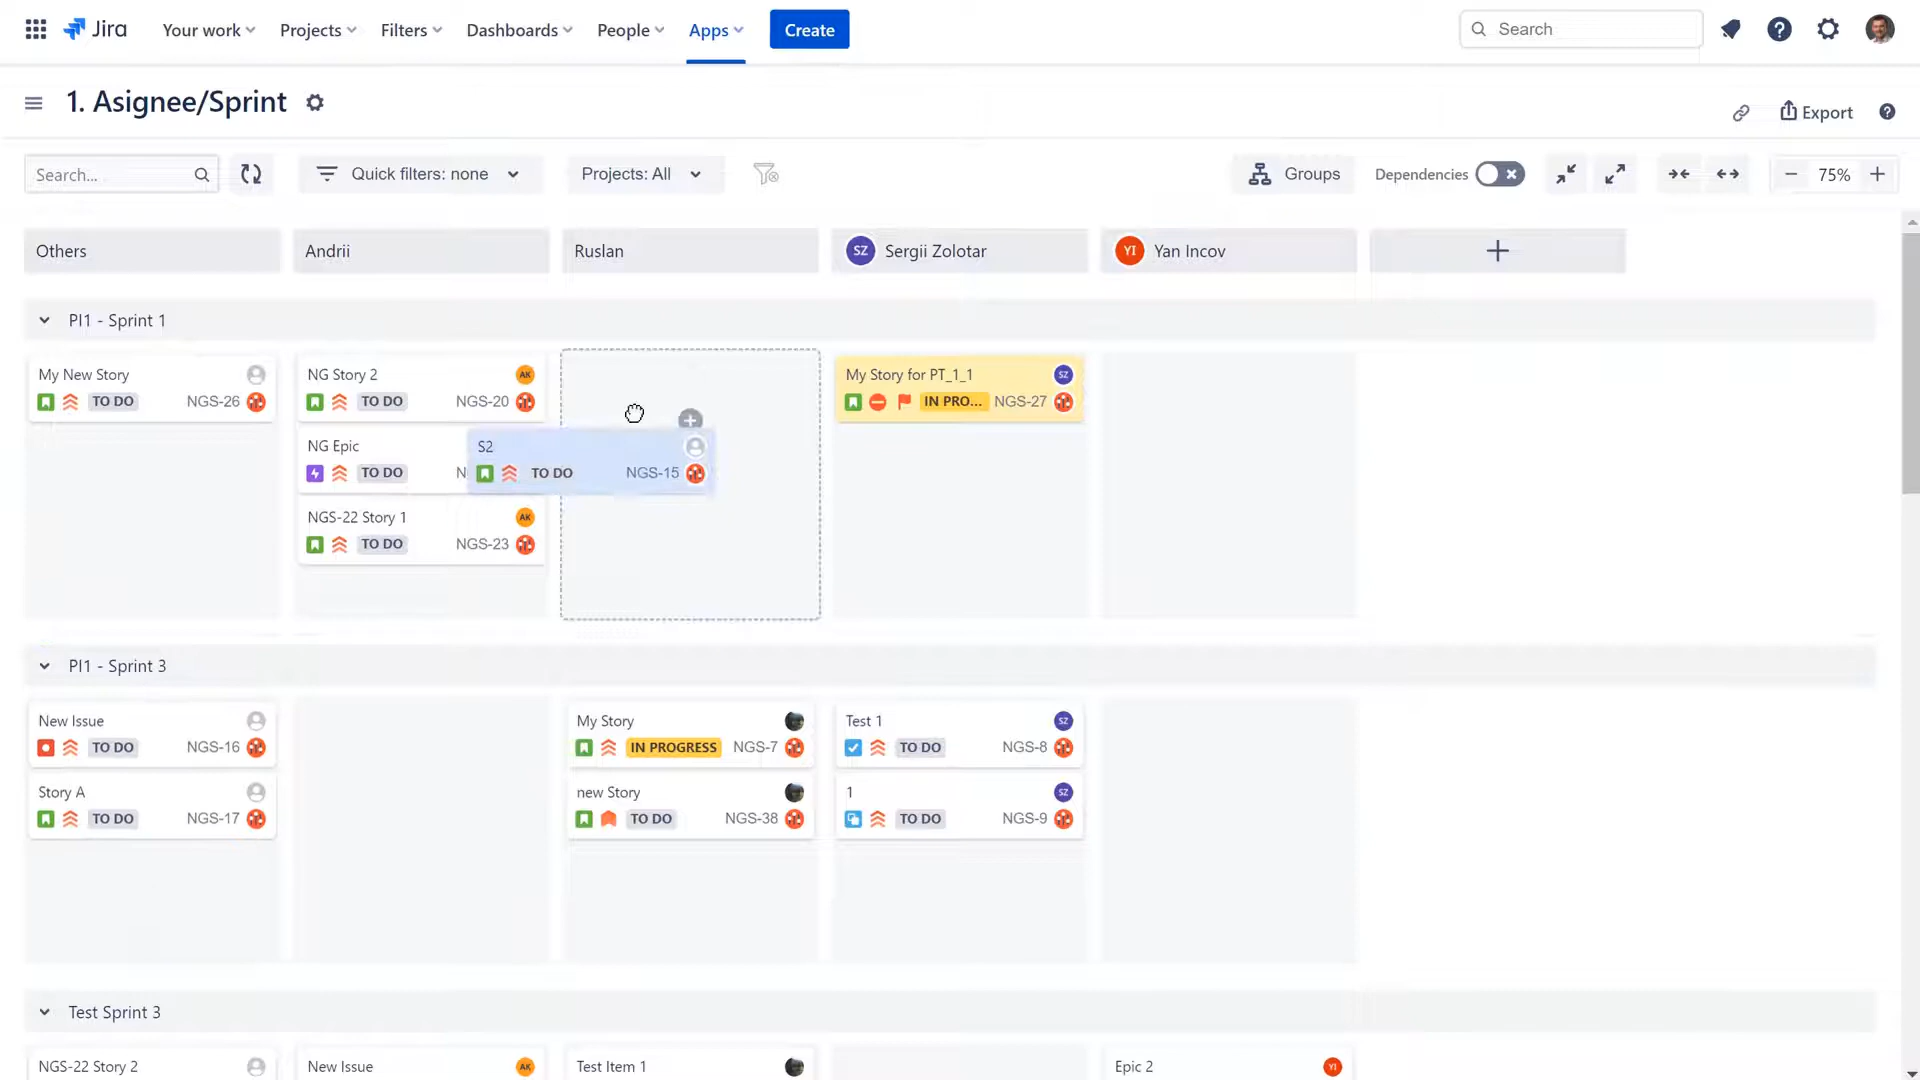 Jira Your work Projects Filters Dashboards People Apps Create Search
1. Asignee/Sprint
Export
Search... Quick filters: none Projects: All Groups Dependencies 75%
Others Andrii Ruslan SZ Sergii Zolotar YI Yan Incov
PI1 - Sprint 1
My New Story NG Story 2 AK My Story for PT_1_1 SZ
TO DO NGS-26 TO DO NGS-20 IN PRO... NGS-27
NG Epic S2
TO DO N TO DO NGS-15
NGS-22 Story 1 AK
TO DO NGS-23
PI1 - Sprint 3
New Issue My Story Test 1 SZ
TO DO NGS-16 IN PROGRESS NGS-7 TO DO NGS-8
Story A new Story 1 SZ
TO DO NGS-17 TO DO NGS-38 TO DO NGS-9
Test Sprint 3
NGS-22 Story 2 New Issue AK Test Item 1 Epic 2 YI